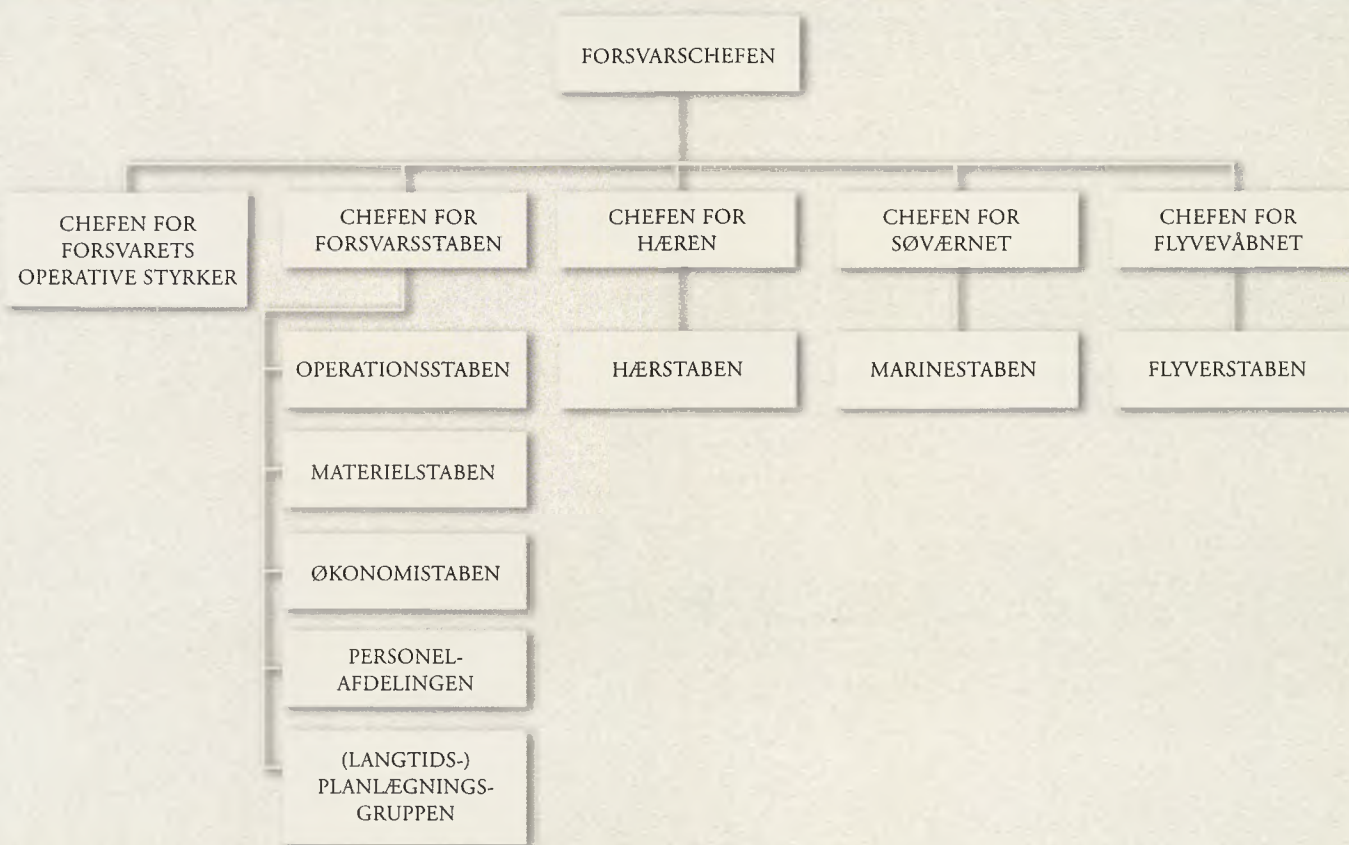 FORSVARSCHEFEN
CHEFEN FOR
FORSVARETS
OPERATIVE STYRKER
CHEFEN FOR
FORSVARSSTABEN
CHEFEN FOR
HÆREN
CHEFEN FOR
SØVÆRNET
CHEFEN FOR
FLYVEVÅBNET
OPERATIONSSTABEN
HÆRSTABEN
MARINESTABEN
FLYVERSTABEN
MATERIELSTABEN
ØKONOMISTABEN
PERSONEL-
AFDELINGEN
(LANGTIDS-)
PLANLÆGNINGS-
GRUPPEN